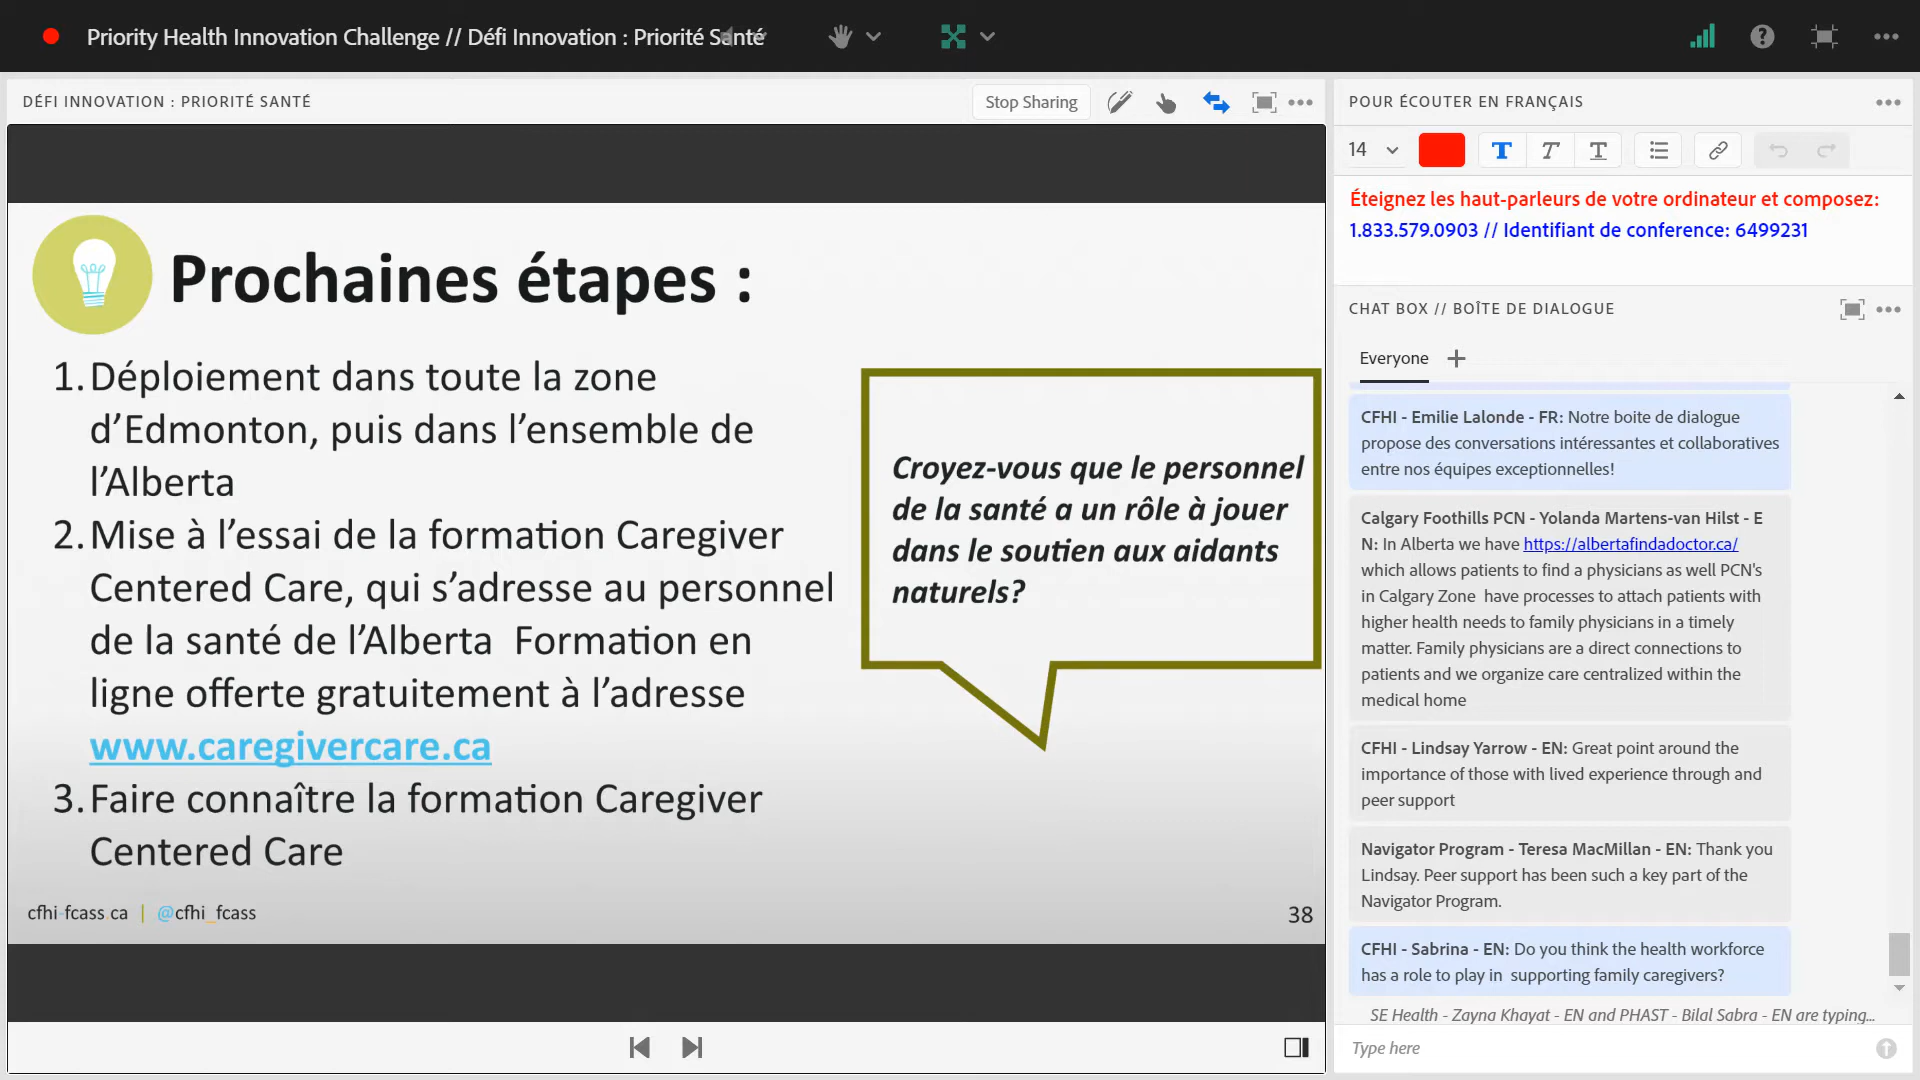 Priority Health Innovation Challenge // Défi Innovation : Priorité Santé
DÉFI INNOVATION : PRIORITÉ SANTÉ
Stop Sharing
Prochaines étapes :
1. Déploiement dans toute la zone
d’Edmonton, puis dans l’ensemble de
l’Alberta
2. Mise à l’essai de la formation Caregiver
Centered Care, qui s’adresse au personnel
de la santé de l’Alberta  Formation en
ligne offerte gratuitement à l’adresse
www.caregivercare.ca
3. Faire connaître la formation Caregiver
Centered Care
Croyez-vous que le personnel
de la santé a un rôle à jouer
dans le soutien aux aidants
naturels?
cfhi-fcass.ca | @cfhi_fcass
38
POUR ÉCOUTER EN FRANÇAIS
14
Éteignez les haut-parleurs de votre ordinateur et composez:
1.833.579.0903 // Identifiant de conference: 6499231
CHAT BOX // BOÎTE DE DIALOGUE
Everyone
CFHI - Emilie Lalonde - FR: Notre boite de dialogue
propose des conversations intéressantes et collaboratives
entre nos équipes exceptionnelles!
Calgary Foothills PCN - Yolanda Martens-van Hilst - E
N: In Alberta we have https://albertafindadoctor.ca/
which allows patients to find a physicians as well PCN's
in Calgary Zone  have processes to attach patients with
higher health needs to family physicians in a timely
matter. Family physicians are a direct connections to
patients and we organize care centralized within the
medical home
CFHI - Lindsay Yarrow - EN: Great point around the
importance of those with lived experience through and
peer support
Navigator Program - Teresa MacMillan - EN: Thank you
Lindsay. Peer support has been such a key part of the
Navigator Program.
CFHI - Sabrina - EN: Do you think the health workforce
has a role to play in  supporting family caregivers?
SE Health - Zayna Khayat - EN and PHAST - Bilal Sabra - EN are typing...
Type here